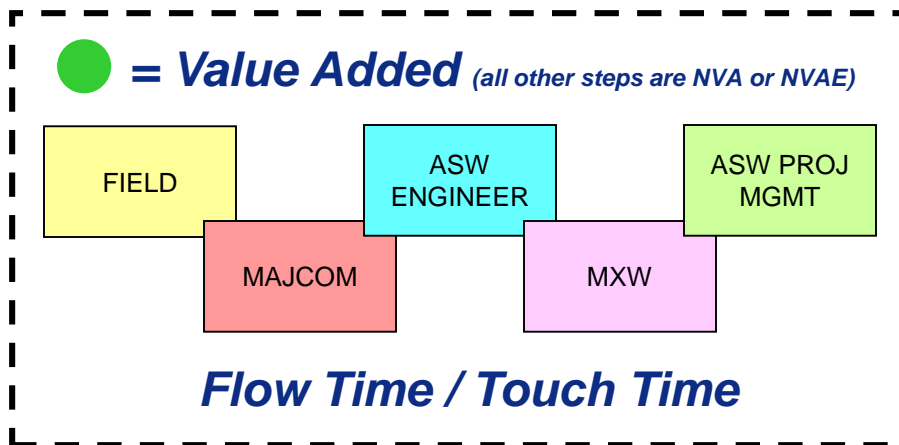 = Value Added (all other steps are NVA or NVAE)
FIELD
MAJCOM
ASW
ENGINEER
MXW
ASW PROJ
MGMT
Flow Time / Touch Time